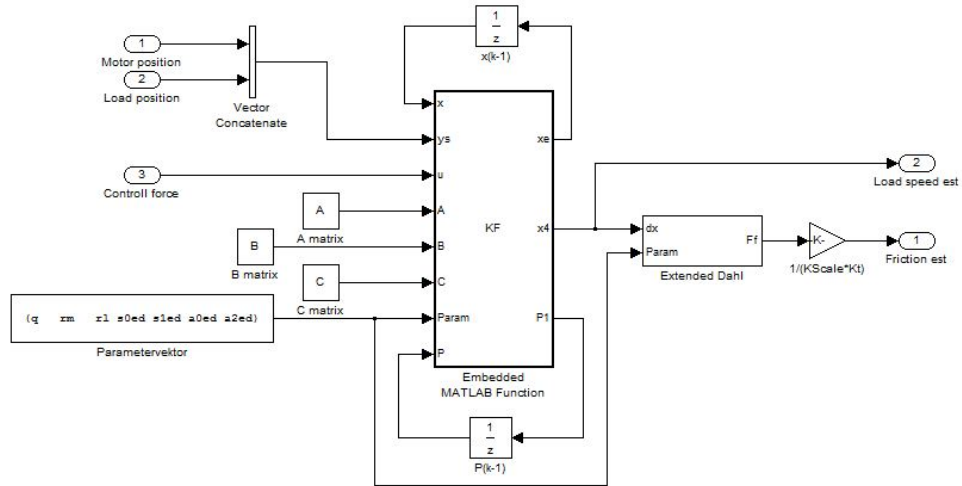 1
Motor position
2
Load position
Vector
Concatenate
3
Controll force
A
A matrix
B
B matrix
C
C matrix
(q rm rl s0ed s1ed a0ed a2ed)
Parametervektor
1
z
x(k-1)
x
ys
u
A
B
C
Param
P
KF
xe
x4
P1
Embedded
MATLAB Function
1
z
P(k-1)
dx
Param
Ff
Extended Dahl
-K-
1/(KScale*Kt)
2
Load speed est
1
Friction est